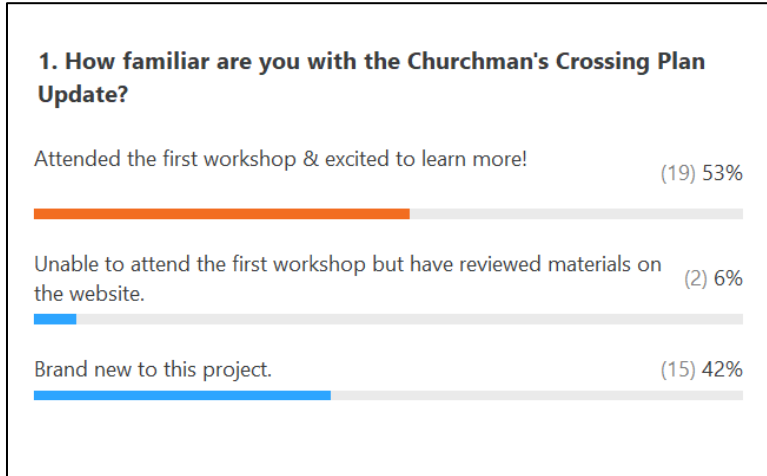 1. How familiar are you with the Churchman's Crossing Plan
Update?
Attended the first workshop & excited to learn more!
(19) 53%
Unable to attend the first workshop but have reviewed materials on
the website.
(2) 6%
Brand new to this project.
(15) 42%